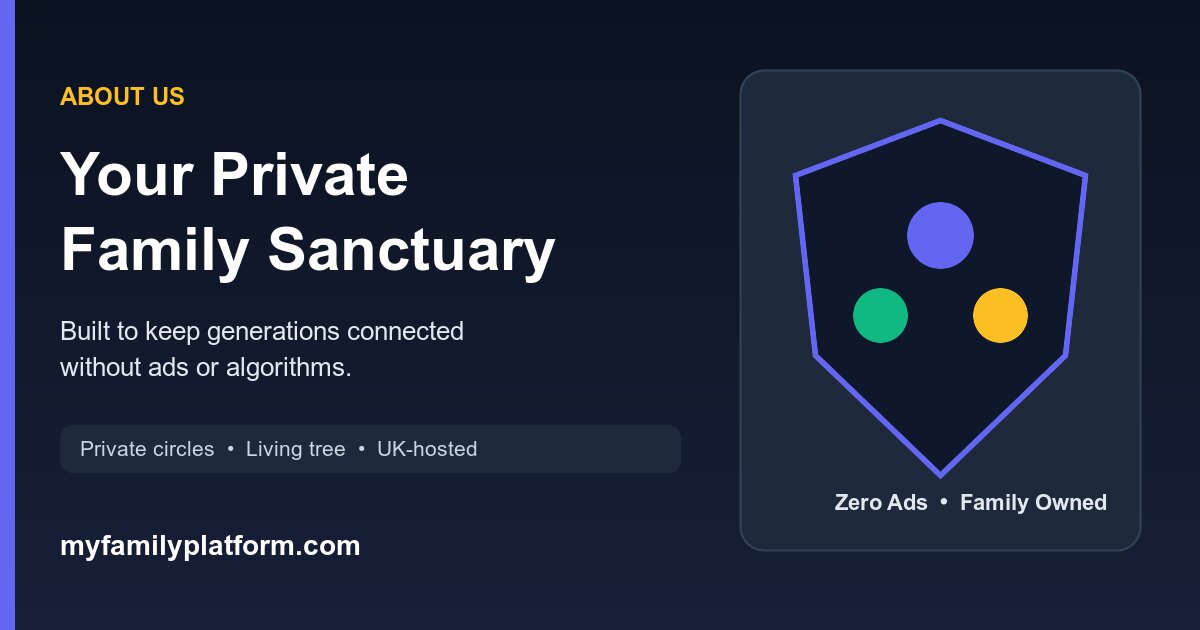 ABOUT US
Your Private
Family Sanctuary
Built to keep generations connected
without ads or algorithms.
Private circles • Living tree • UK-hosted
myfamilyplatform.com
Zero Ads • Family Owned